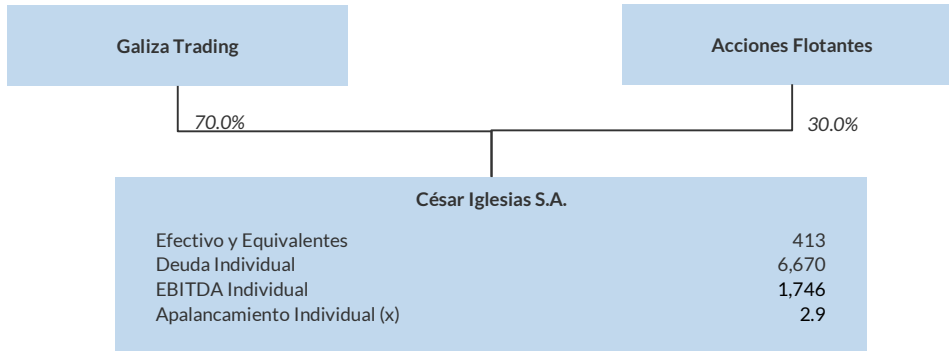 Galiza Trading
Acciones Flotantes
70.0%
30.0%
César Iglesias S.A.
Efectivo y Equivalentes 413
Deuda Individual 6,670
EBITDA Individual 1,746
Apalancamiento Individual (x) 2.9